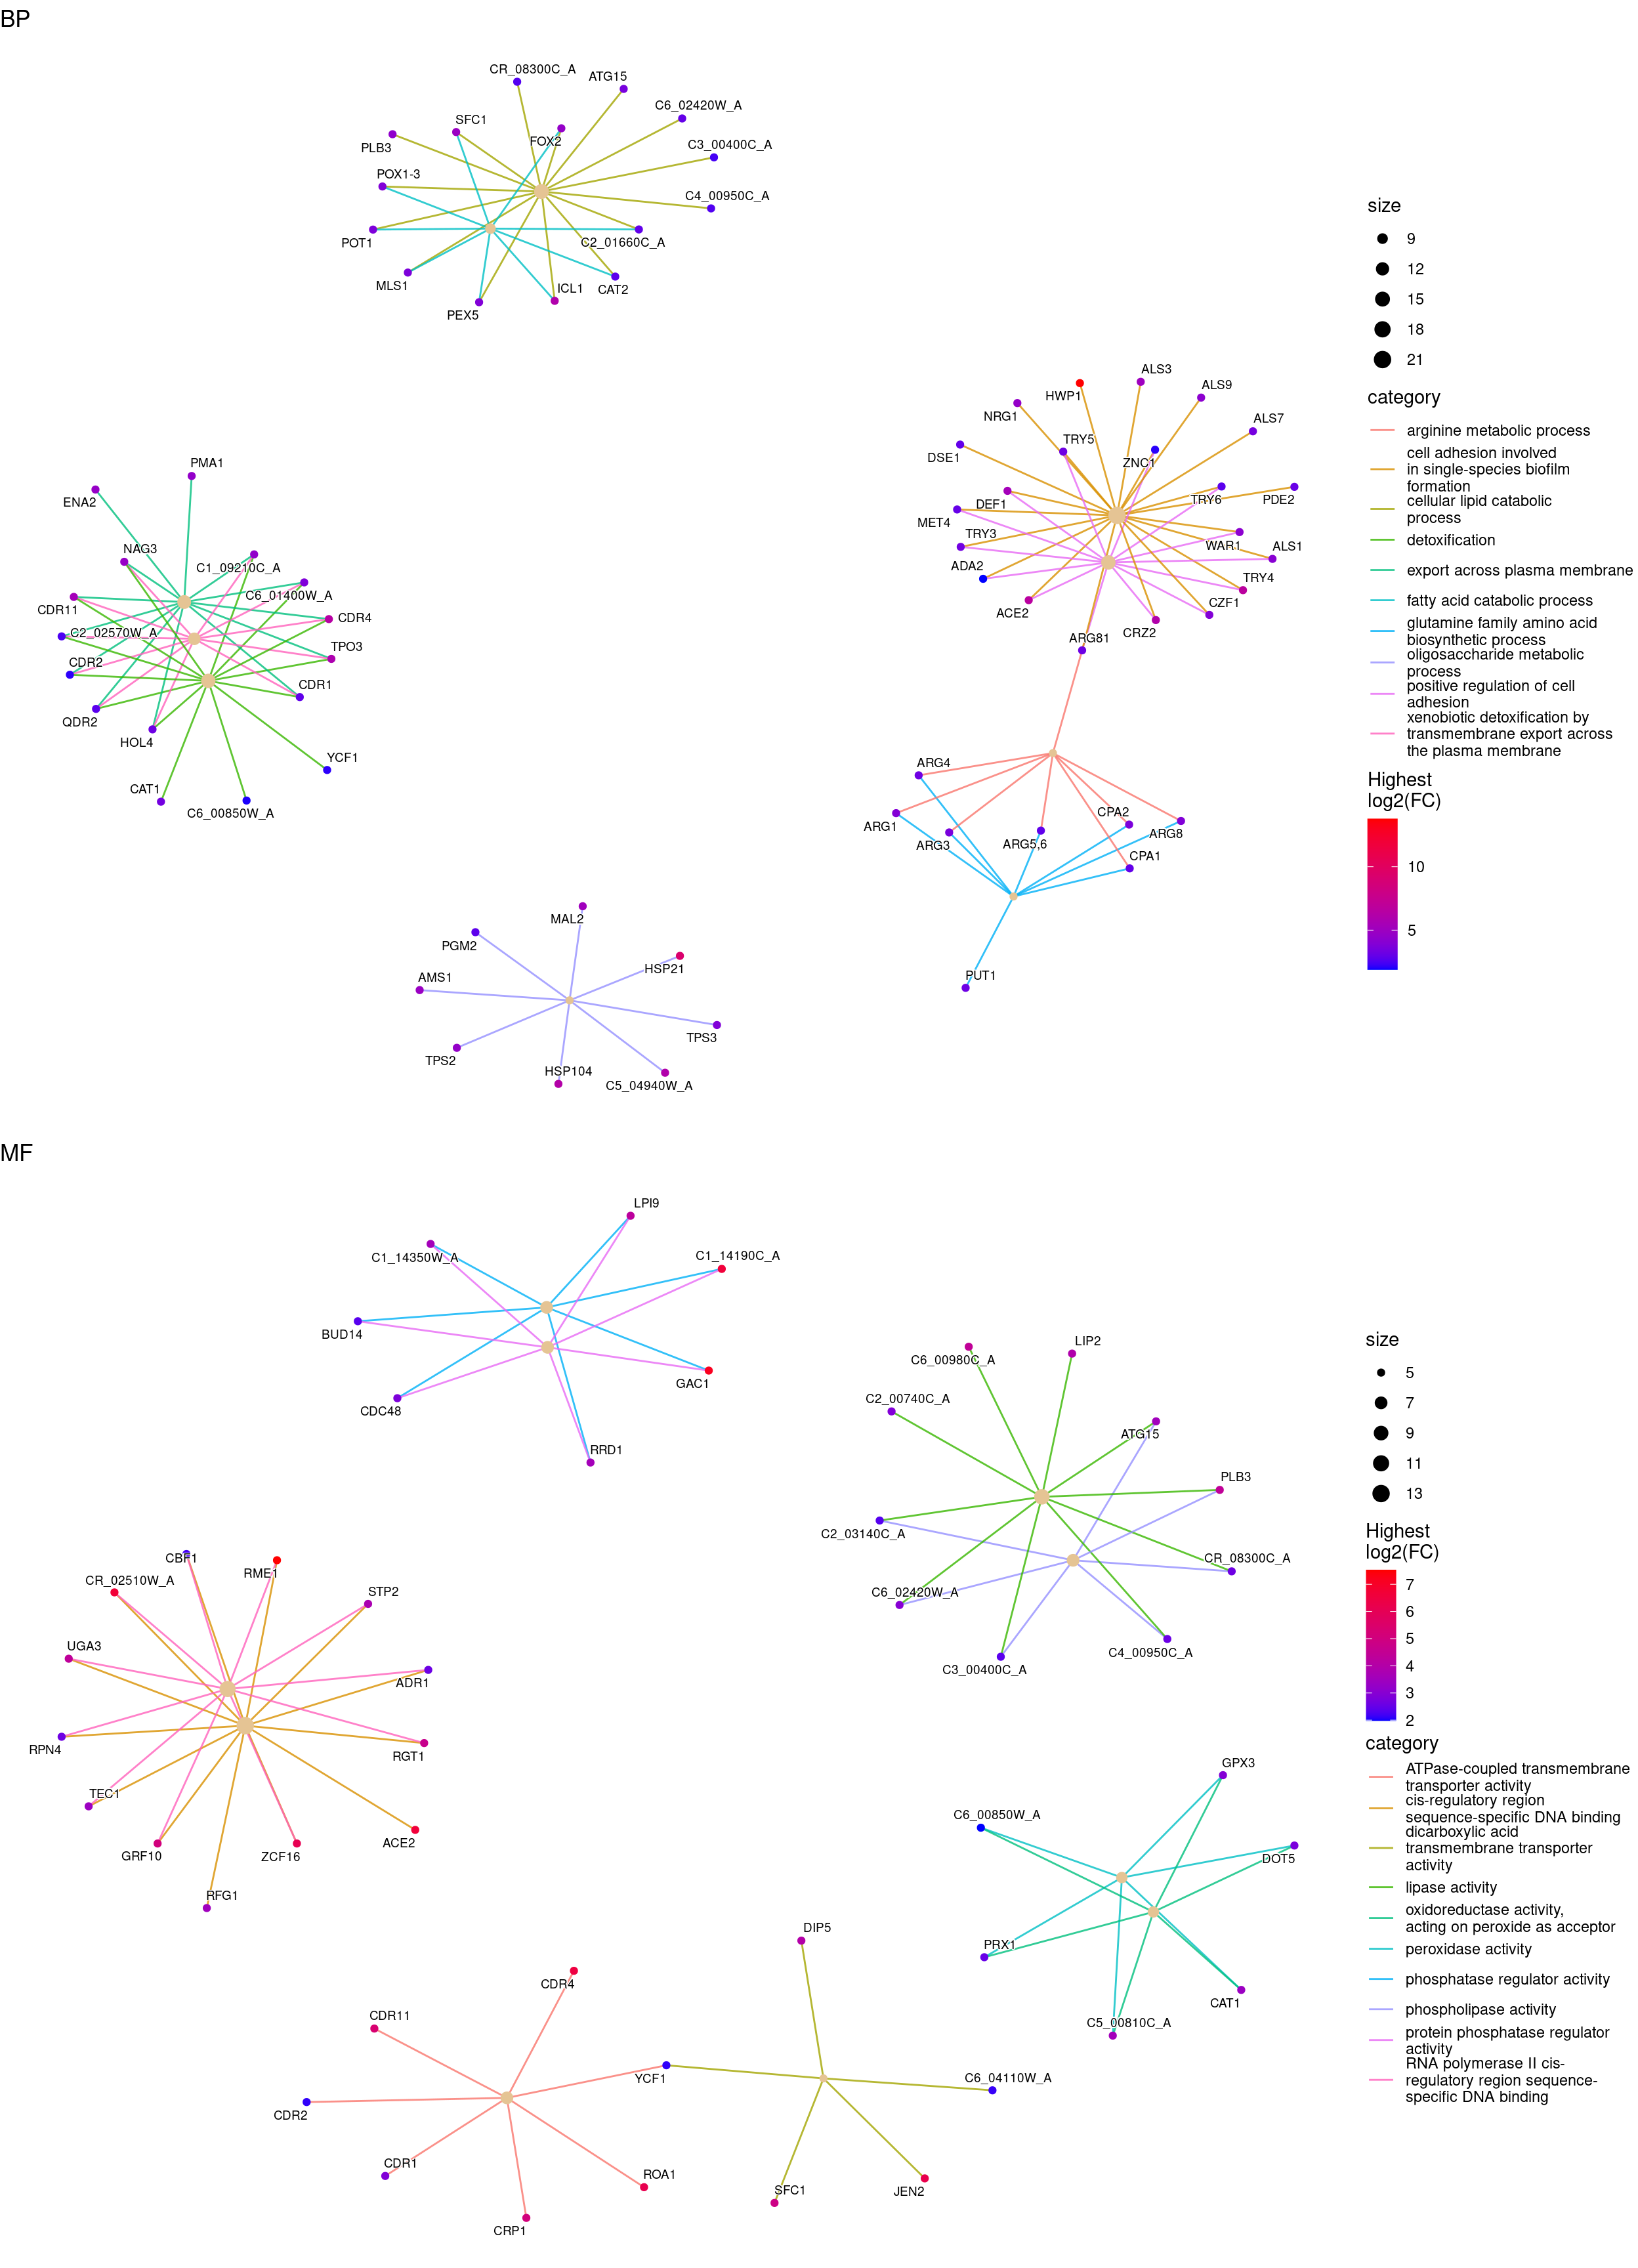 BP
CR_08300C_A
ATG15
C6_02420W_A
SFC1
FOX2
PLB3
C3_00400C_A
POX1-3
C4_00950C_A
POT1
C2_01660C_A
MLS1
ICL1
CAT2
PEX5
PMA1
ENA2
NAG3
C1_09210C_A
C6_01400W_A
CDR11
CDR4
C2_02570W_A
TPO3
CDR2
CDR1
QDR2
HOL4
YCF1
CAT1
C6_00850W_A
ALS3
ALS9
HWP1
NRG1
ALS7
TRY5
DSE1
ZNC1
TRY6
PDE2
DEF1
MET4
TRY3
WAR1
ALS1
ADA2
TRY4
ACE2
CZF1
CRZ2
ARG81
ARG4
CPA2
ARG1
ARG8
ARG3
ARG5,6
CPA1
PUT1
MAL2
PGM2
HSP21
AMS1
TPS3
TPS2
HSP104
C5_04940W_A
size
9
12
15
18
21
category
arginine metabolic process
cell adhesion involved
in single-species biofilm
formation
cellular lipid catabolic
process
detoxification
export across plasma membrane
fatty acid catabolic process
glutamine family amino acid
biosynthetic process
oligosaccharide metabolic
process
positive regulation of cell
adhesion
xenobiotic detoxification by
transmembrane export across
the plasma membrane
Highest
log2(FC)
10
5
MF
LPI9
C1_14350W_A
C1_14190C_A
BUD14
GAC1
CDC48
RRD1
C6_00980C_A
LIP2
C2_00740C_A
ATG15
PLB3
C2_03140C_A
CR_08300C_A
C6_02420W_A
C4_00950C_A
C3_00400C_A
CBF1
RME1
CR_02510W_A
STP2
UGA3
ADR1
RPN4
RGT1
TEC1
ACE2
GRF10
ZCF16
RFG1
GPX3
C6_00850W_A
DOT5
PRX1
CAT1
C5_00810C_A
DIP5
CDR4
CDR11
YCF1
C6_04110W_A
CDR2
CDR1
ROA1
SFC1
JEN2
CRP1
size
5
7
9
11
13
Highest
log2(FC)
7
6
5
4
3
2
category
ATPase-coupled transmembrane
transporter activity
cis-regulatory region
sequence-specific DNA binding
dicarboxylic acid
transmembrane transporter
activity
lipase activity
oxidoreductase activity,
acting on peroxide as acceptor
peroxidase activity
phosphatase regulator activity
phospholipase activity
protein phosphatase regulator
activity
RNA polymerase II cis-
regulatory region sequence-
specific DNA binding